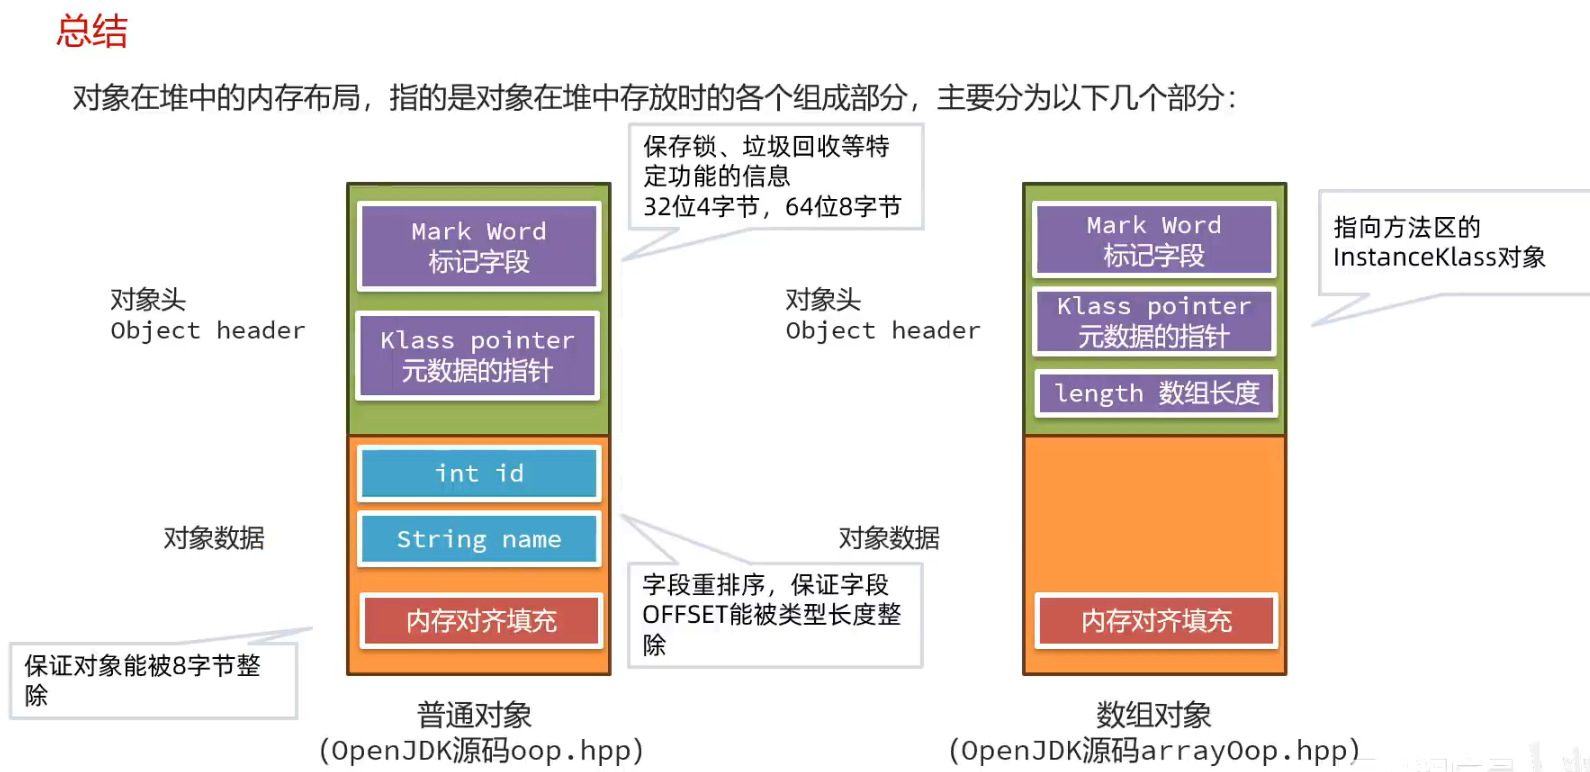 总结
对象在堆中的内存布局，指的是对象在堆中存放时的各个组成部分，主要分为以下几个部分：
保存锁、垃圾回收等特
定功能的信息
32位4字节，64位8字节
Mark Word
标记字段
Klass pointer
元数据的指针
对象头
Object header
int id
String name
内存对齐填充
对象数据
字段重排序，保证字段
OFFSET能被类型长度整
除
保证对象能被8字节整
除
普通对象
(OpenJDK源码oop.hpp)
Mark Word
标记字段
Klass pointer
元数据的指针
length 数组长度
对象头
Object header
指向方法区的
InstanceKlass对象
对象数据
内存对齐填充
数组对象
(OpenJDK源码arrayOop.hpp)